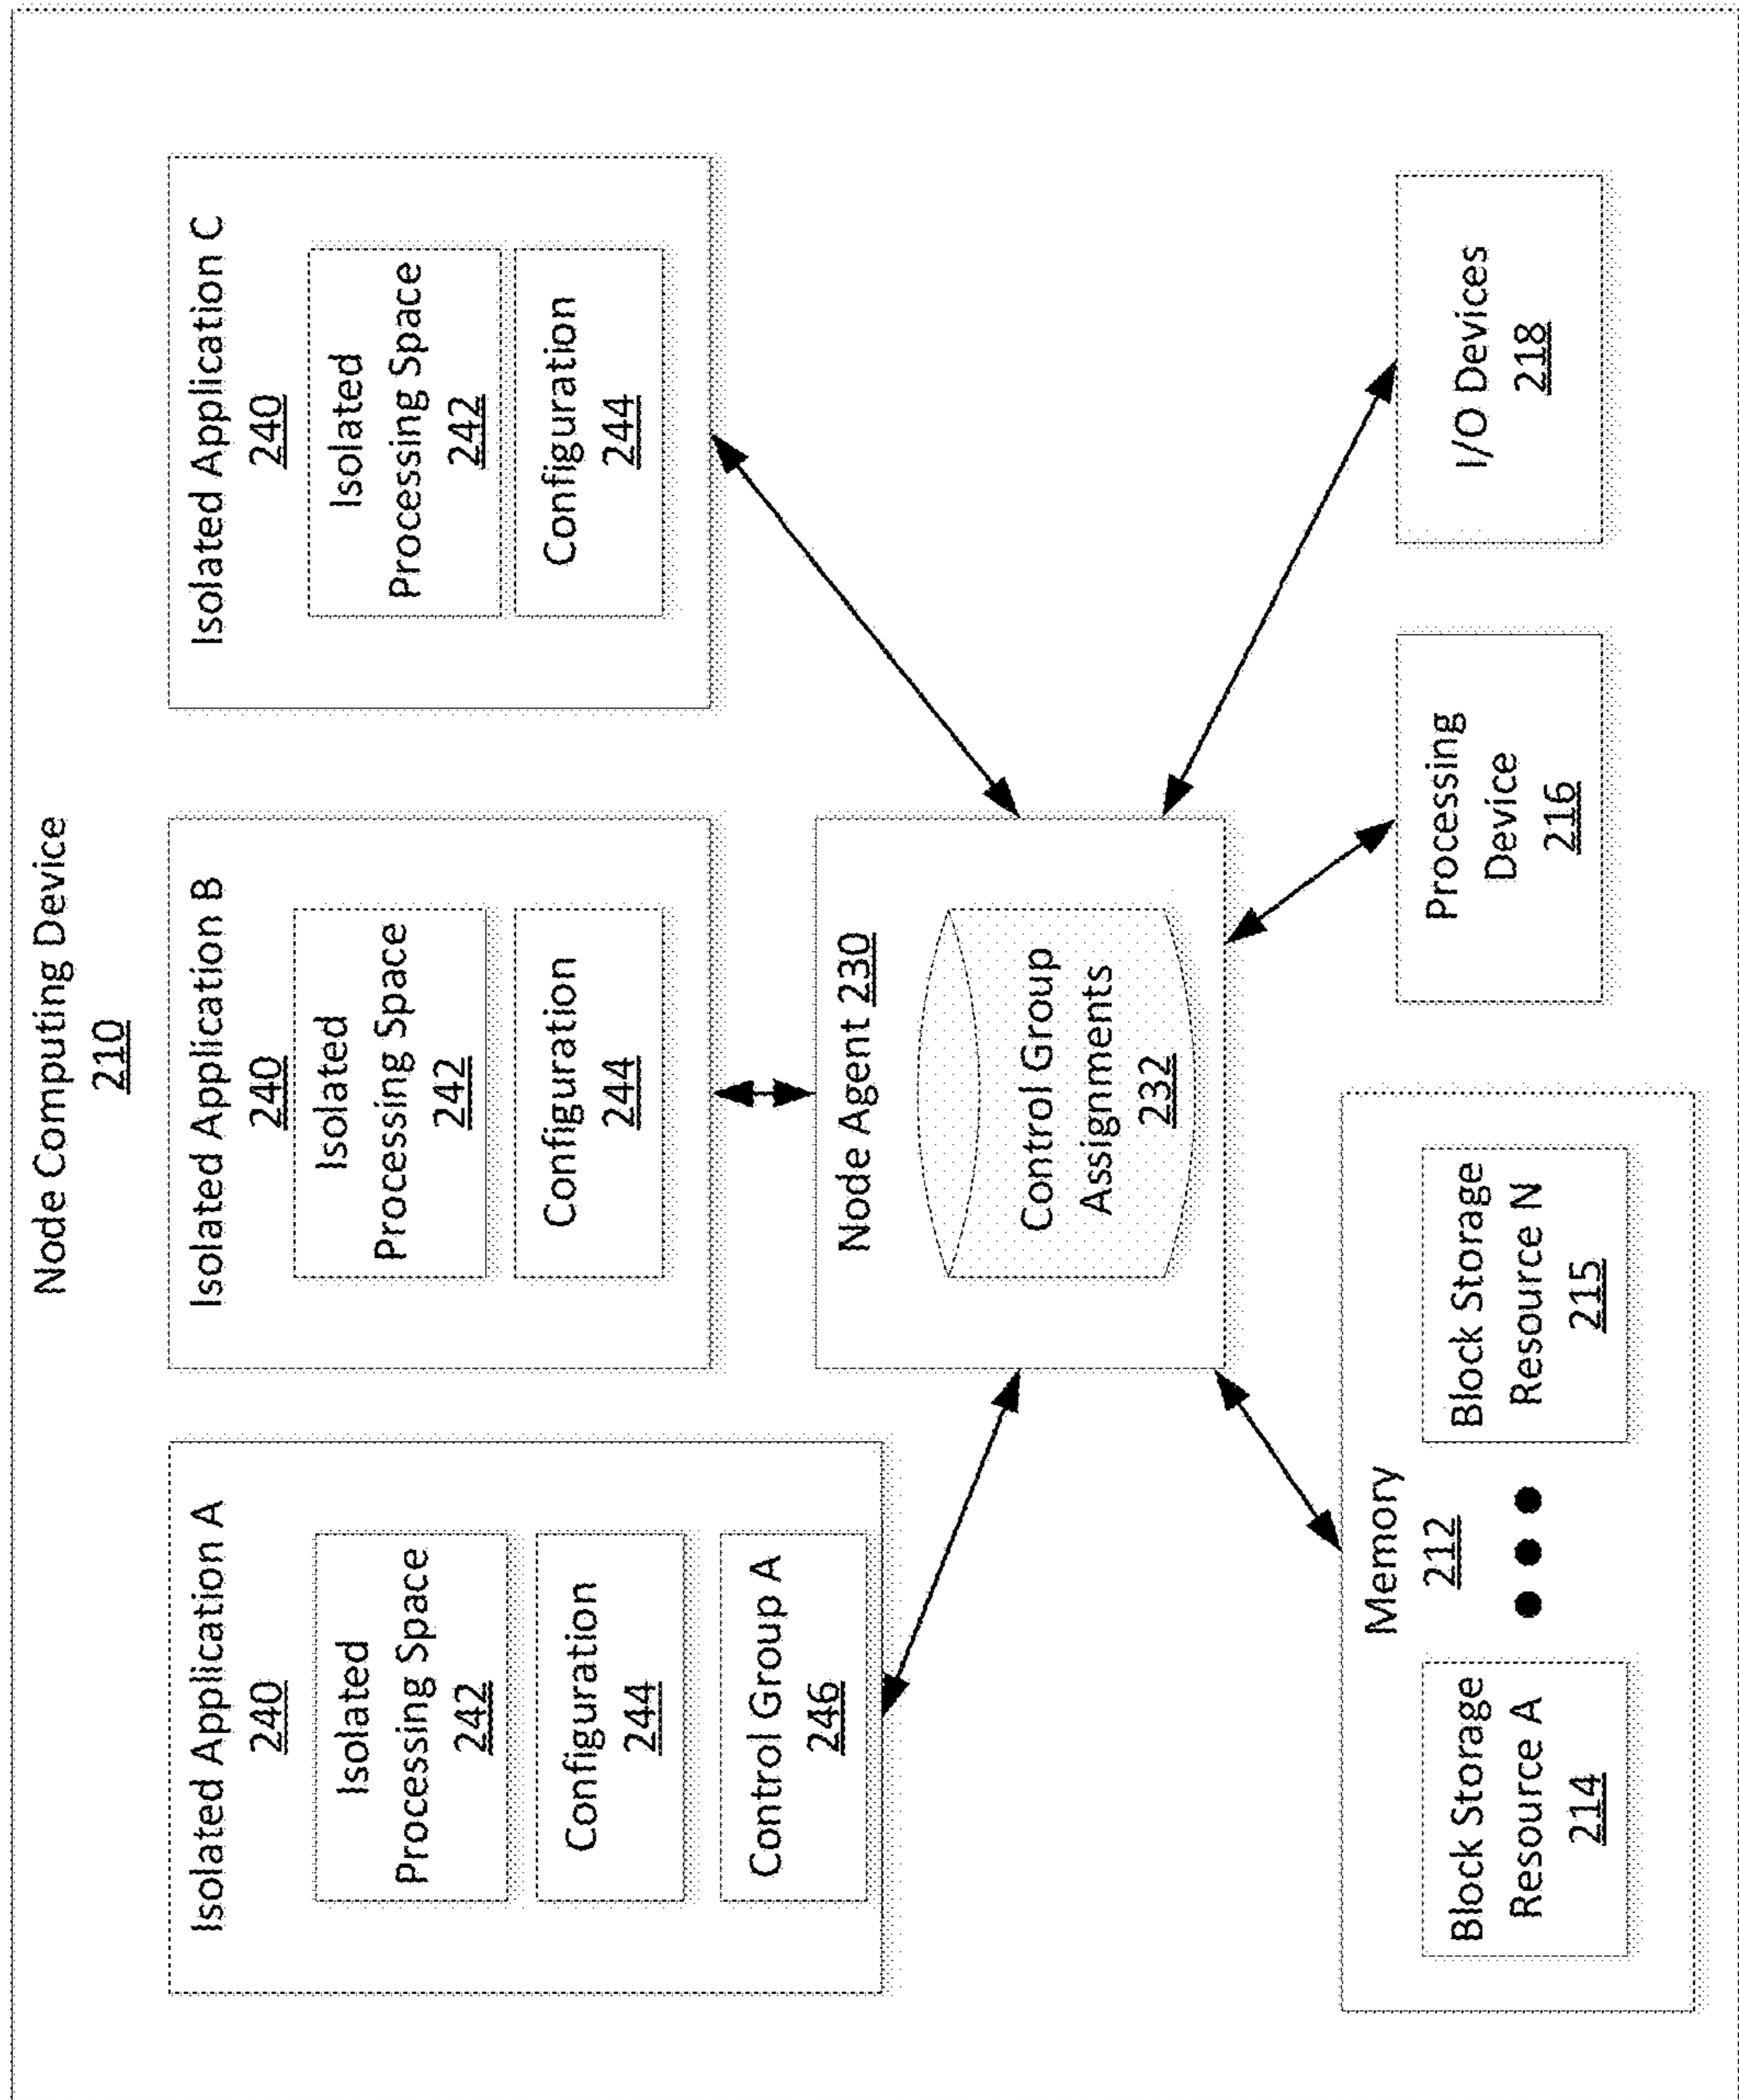 Node Computing Device
210
Isolated Application A
240
Isolated
Processing Space
242
Configuration
244
Control Group A
246
Isolated Application B
240
Isolated
Processing Space
242
Configuration
244
Isolated Application C
240
Isolated
Processing Space
242
Configuration
244
Node Agent 230
Control Group
Assignments
232
Memory
212
Block Storage
Resource A
214
Block Storage
Resource N
215
Processing
Device
216
I/O Devices
218